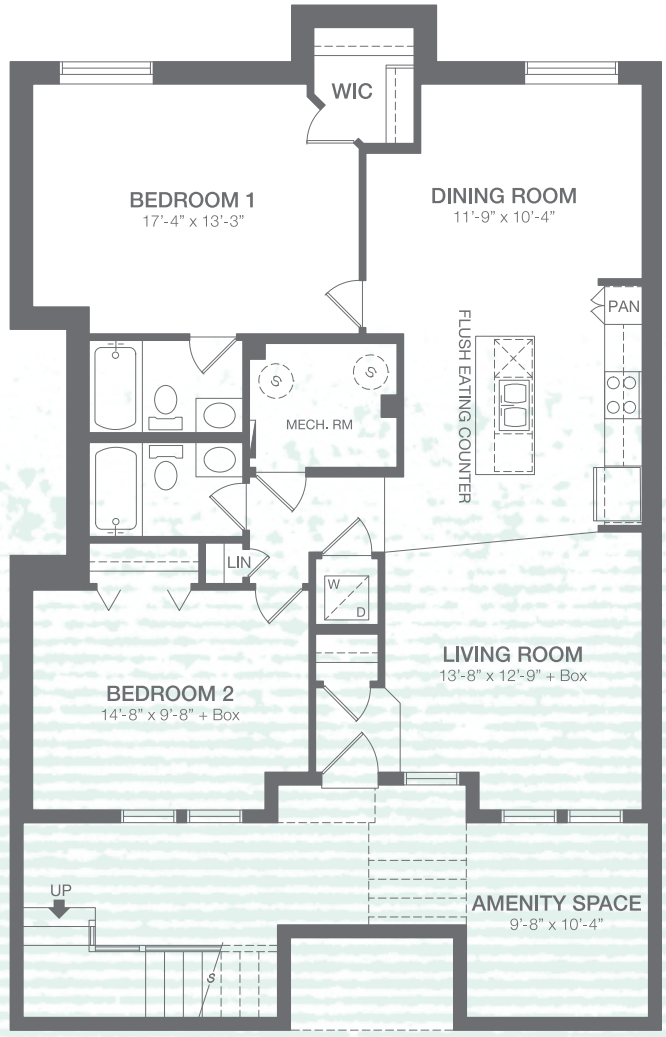 WIC
BEDROOM 1
17'-4" x 13'-3"
DINING ROOM
11'-9" x 10'-4"
PAN
FLUSH EATING COUNTER
S
S
MECH. RM
LIN
W
D
LIVING ROOM
13'-8" x 12'-9" + Box
BEDROOM 2
14'-8" x 9'-8" + Box
UP
AMENITY SPACE
9'-8" x 10'-4"
S